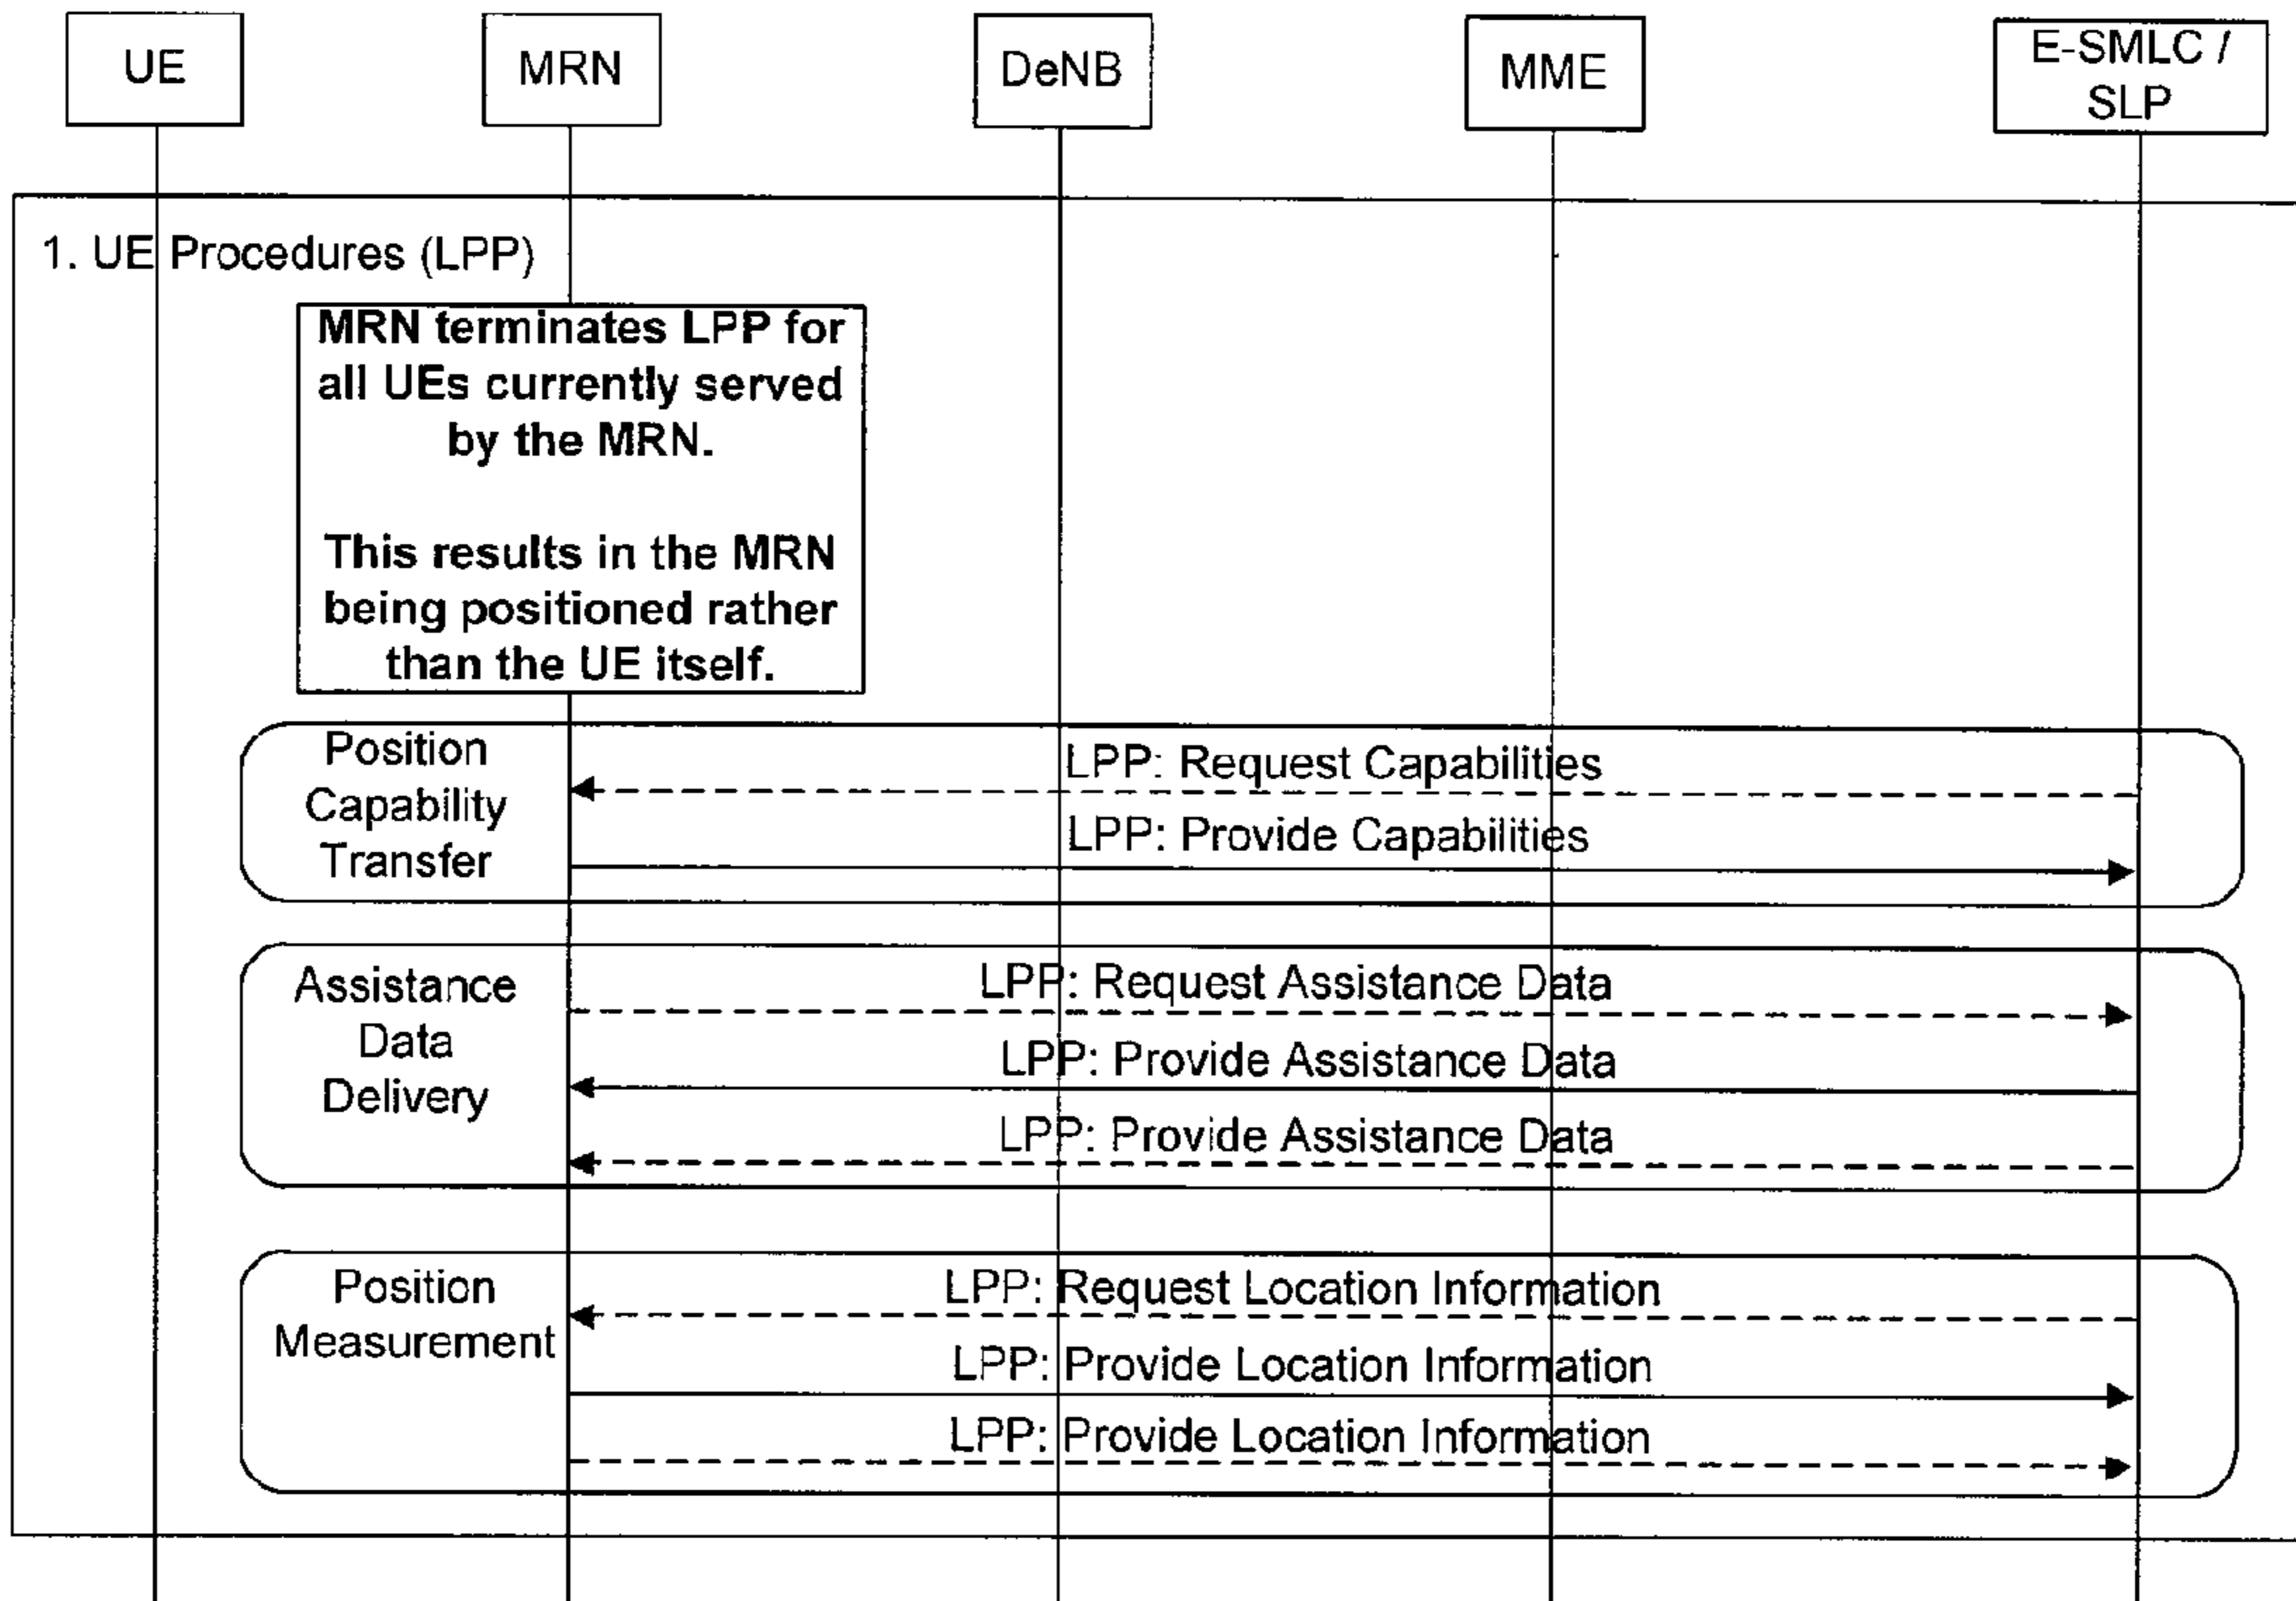 UE
MRN
DeNB
MME
E-SMLC /
SLP
1. UE Procedures (LPP)
MRN terminates LPP for
all UEs currently served
by the MRN.
This results in the MRN
being positioned rather
than the UE itself.
Position
Capability
Transfer
LPP: Request Capabilities
LPP: Provide Capabilities
Assistance
Data
Delivery
LPP: Request Assistance Data
LPP: Provide Assistance Data
LPP: Provide Assistance Data
Position
Measurement
LPP: Request Location Information
LPP: Provide Location Information
LPP: Provide Location Information